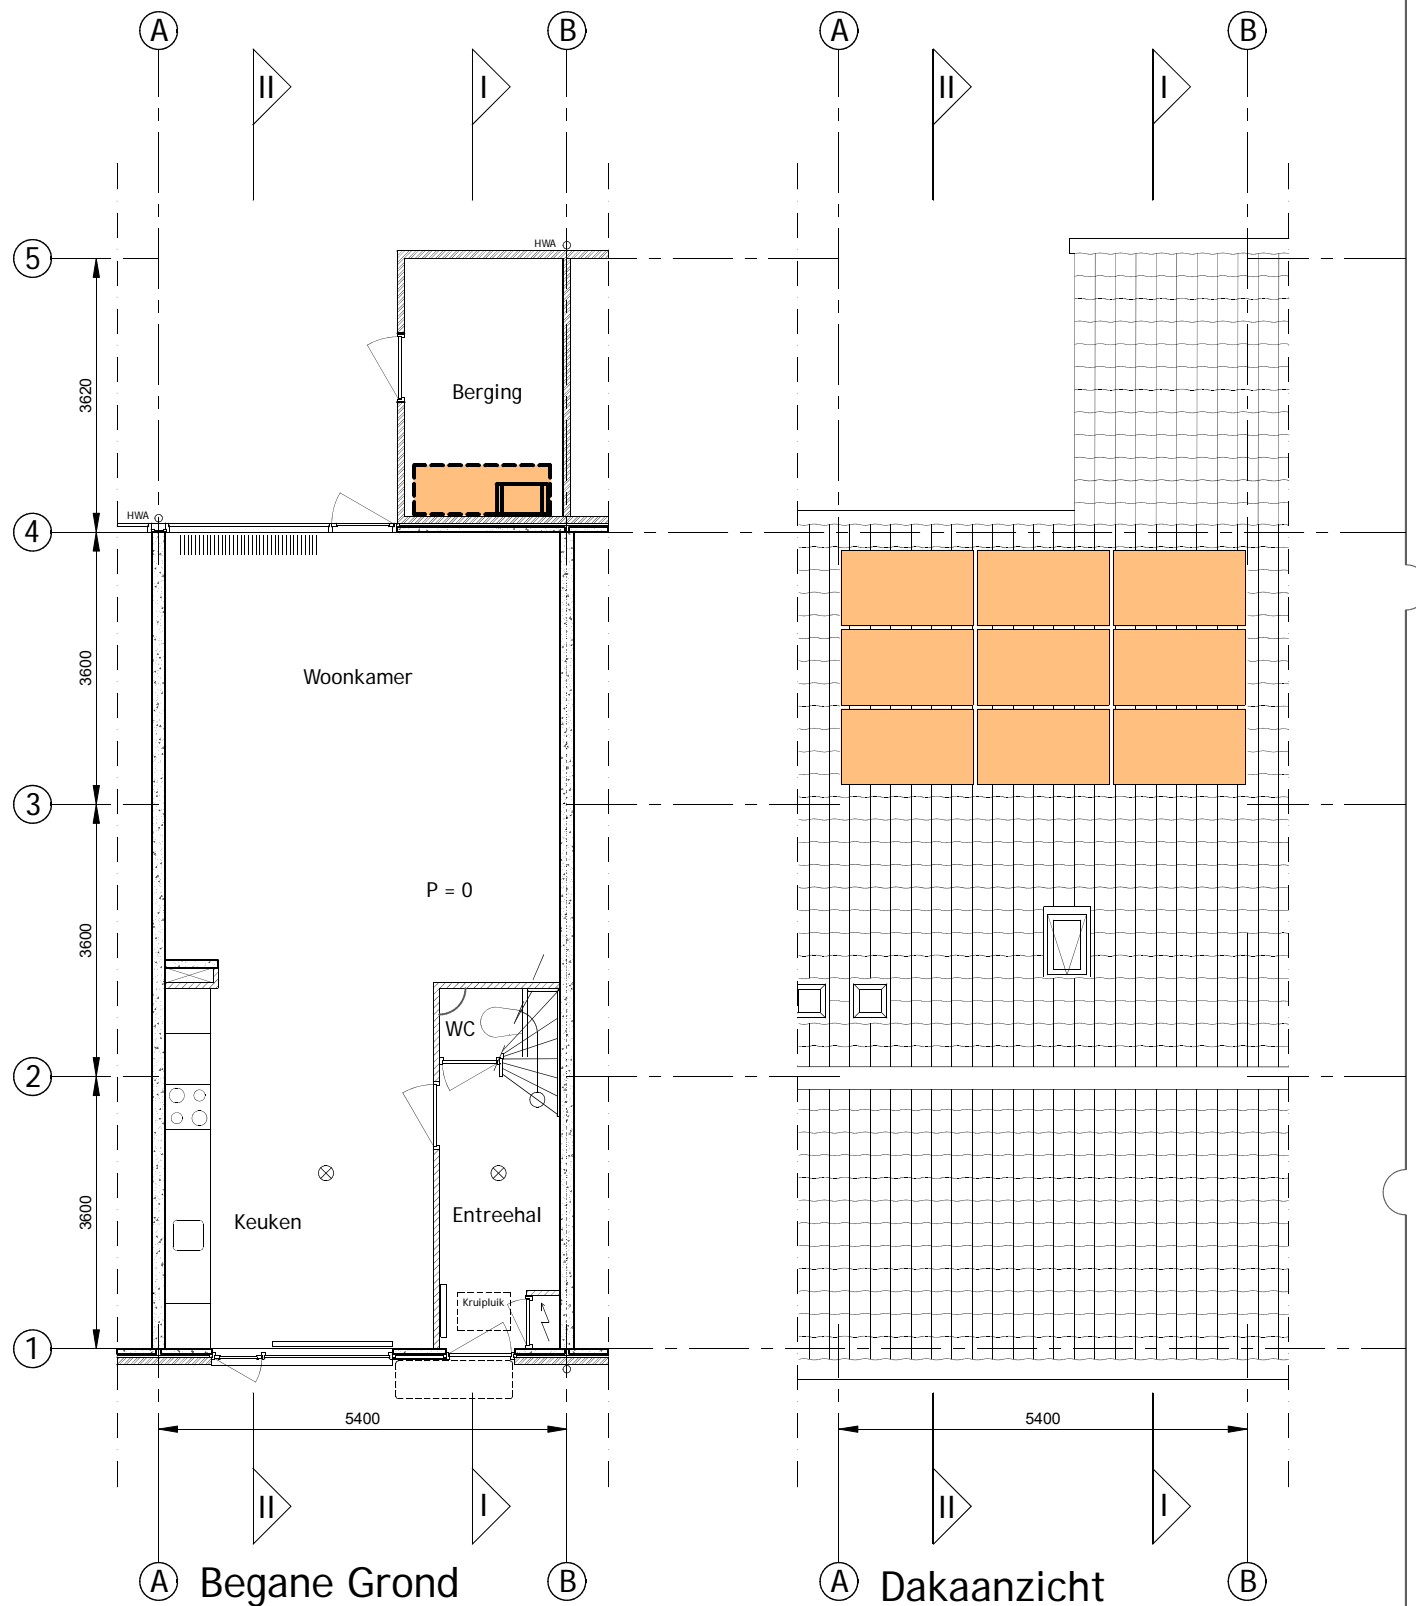 A
B
A
B
II
I
II
I
HWA
5
3620
Berging
HWA
4
3600
Woonkamer
3
3600
P = 0
WC
2
3600
Keuken
Entreehal
Kruipluik
1
5400
5400
II
I
II
I
A
Begane Grond
B
A
Dakaanzicht
B